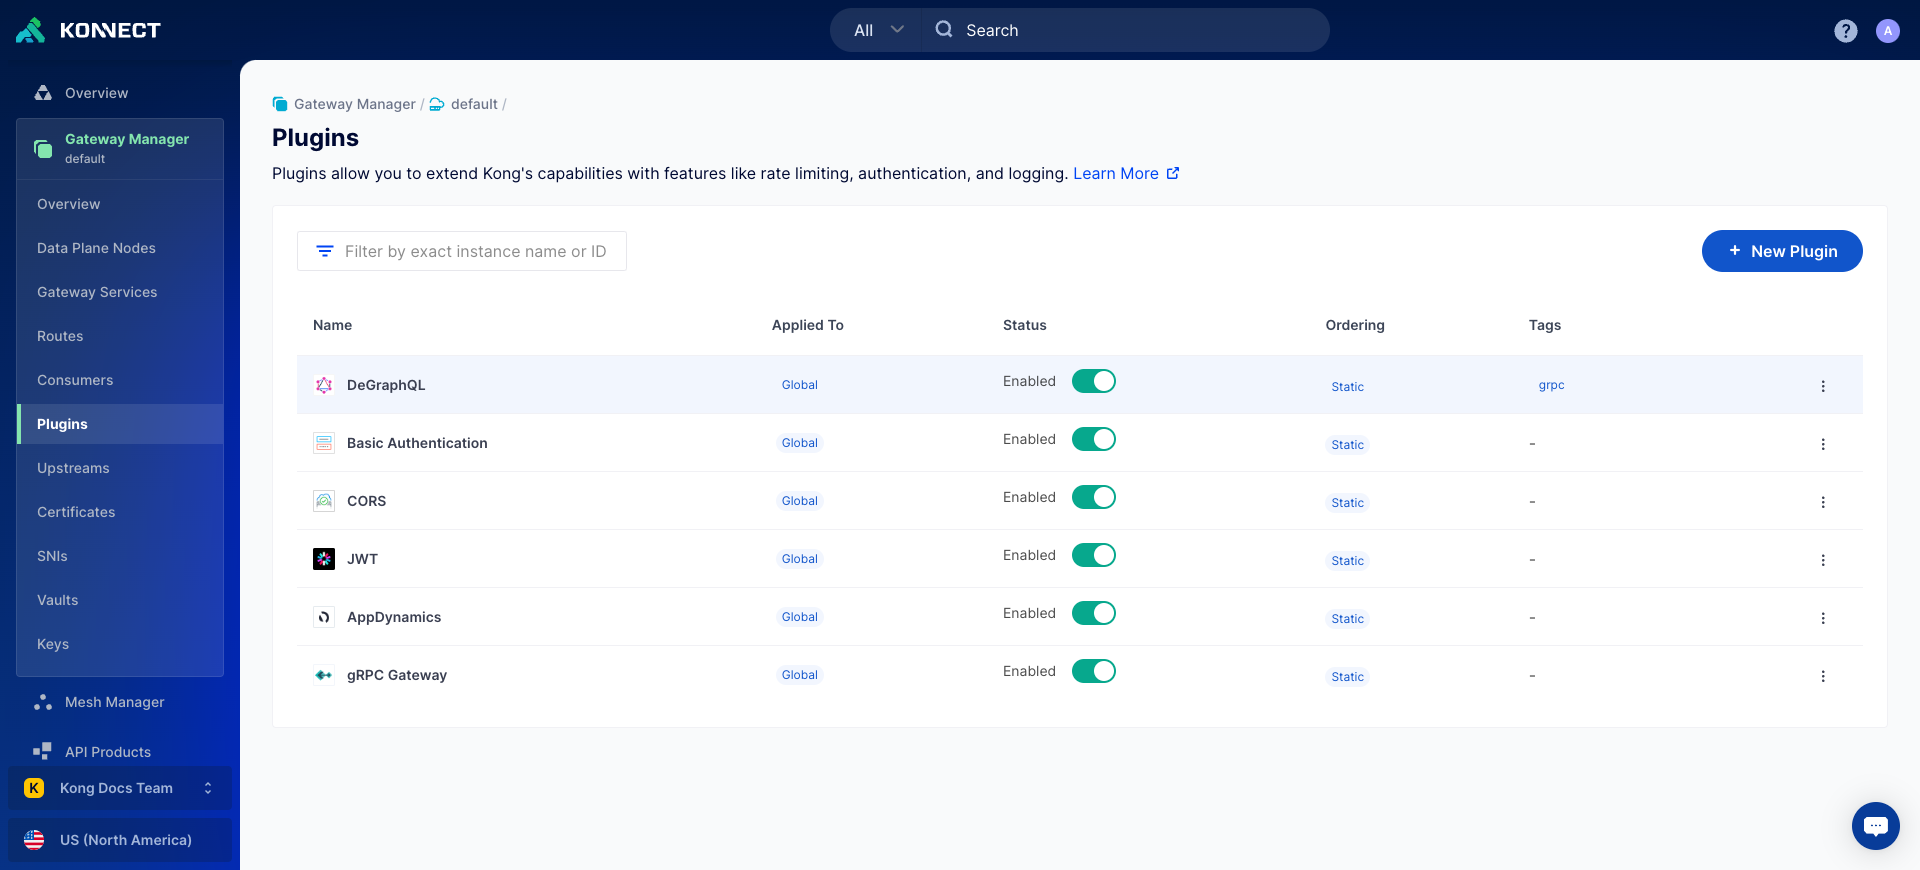 KONNECT
All
Search
?
A
Overview
Gateway Manager
default
Overview
Data Plane Nodes
Gateway Services
Routes
Consumers
Plugins
Upstreams
Certificates
SNIs
Vaults
Keys
Mesh Manager
API Products
K Kong Docs Team
US (North America)
Gateway Manager / default /
Plugins
Plugins allow you to extend Kong's capabilities with features like rate limiting, authentication, and logging. Learn More
Filter by exact instance name or ID
+ New Plugin
Name Applied To Status Ordering Tags
DeGraphQL Global Enabled Static grpc
Basic Authentication Global Enabled Static -
CORS Global Enabled Static -
JWT Global Enabled Static -
AppDynamics Global Enabled Static -
gRPC Gateway Global Enabled Static -